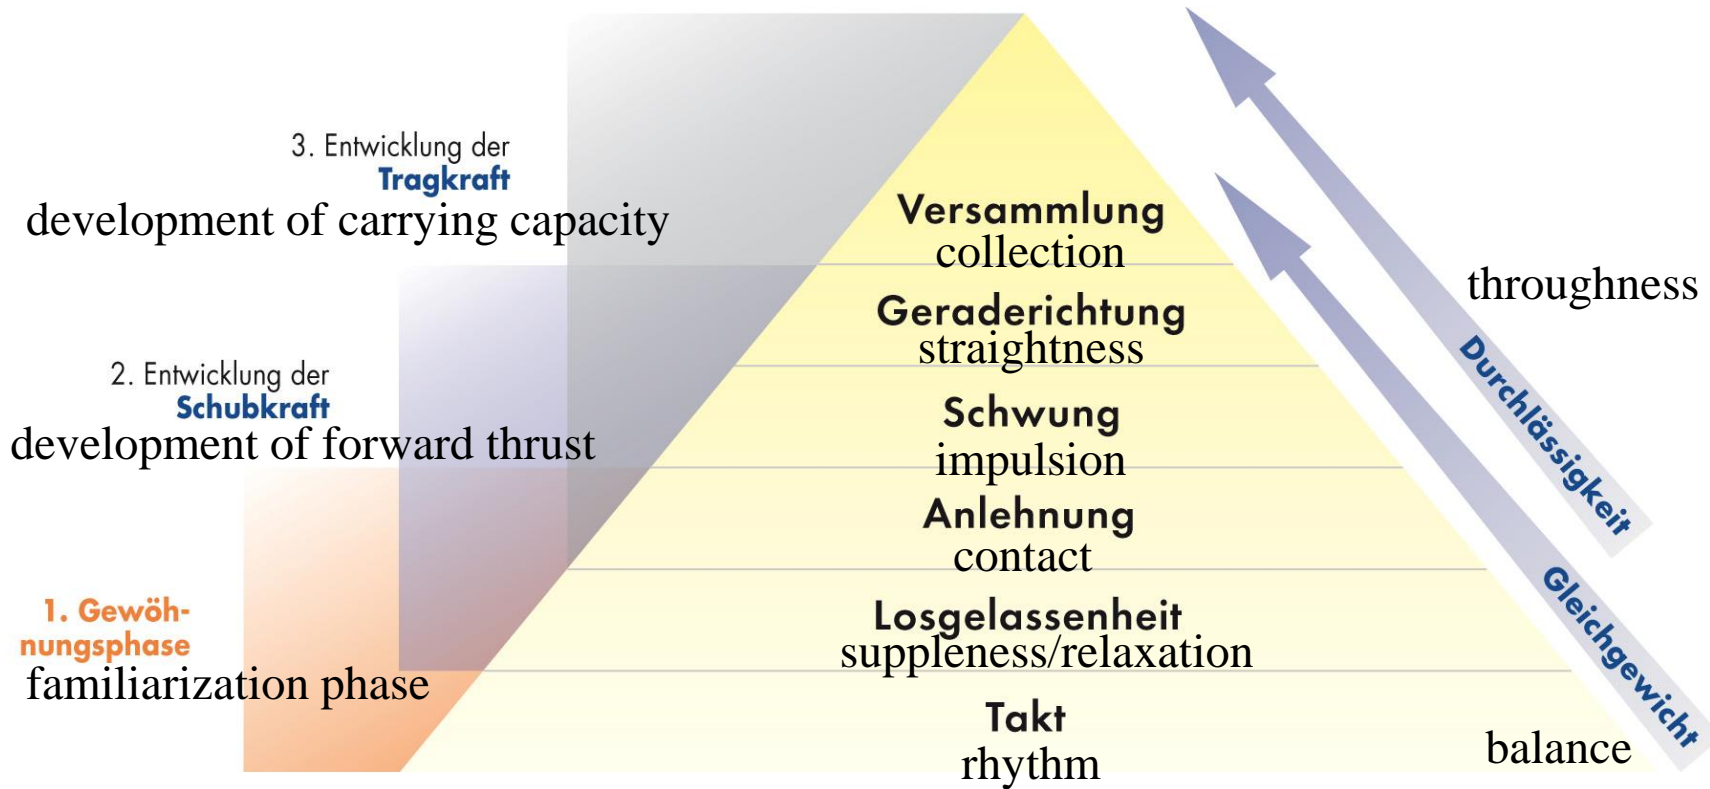 3. Entwicklung der
Tragkraft
development of carrying capacity
2. Entwicklung der
Schubkraft
development of forward thrust
1. Gewöh-
nungsphase
familiarization phase
Versammlung
collection
Geraderichtung
straightness
Schwung
impulsion
Anlehnung
contact
Losgelassenheit
suppleness/relaxation
Takt
rhythm
throughness
Durchlässigkeit
Gleichgewicht
balance